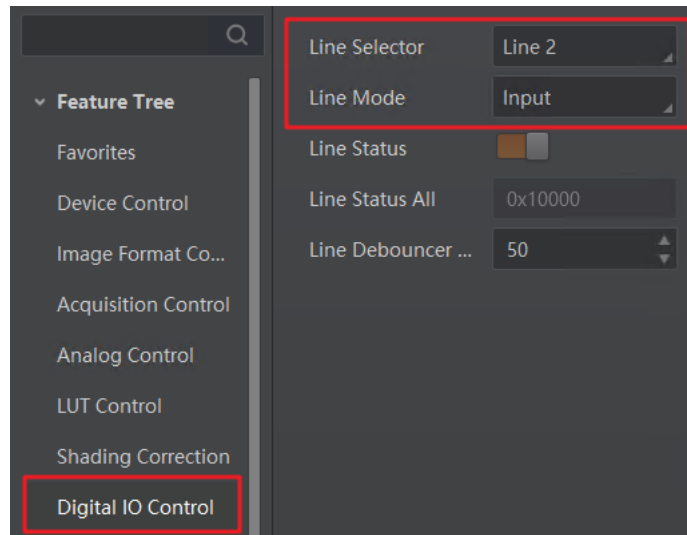 Feature Tree
Favorites
Device Control
Image Format Co...
Acquisition Control
Analog Control
LUT Control
Shading Correction
Digital IO Control
Line Selector Line 2
Line Mode Input
Line Status
Line Status All 0x10000
Line Debouncer ... 50